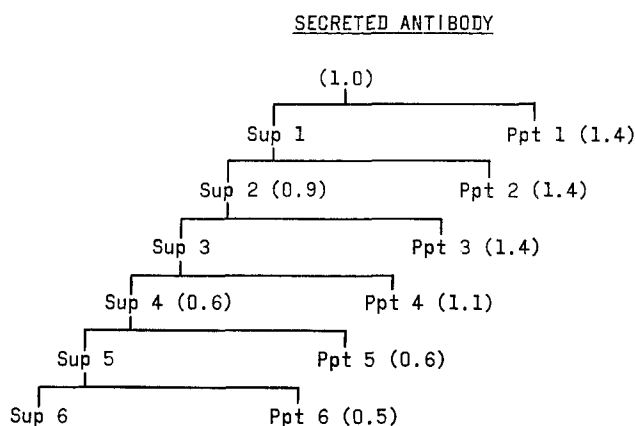 SECRETED ANTIBODY
(1.0)
Sup 1 Ppt 1 (1.4)
Sup 2 (0.9) Ppt 2 (1.4)
Sup 3 Ppt 3 (1.4)
Sup 4 (0.6) Ppt 4 (1.1)
Sup 5 Ppt 5 (0.6)
Sup 6 Ppt 6 (0.5)